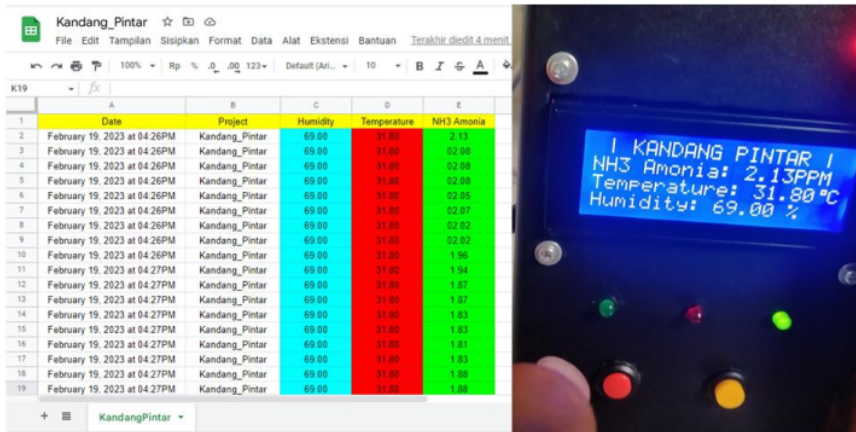 Kandang_Pintar
File Edit Tampilan Sisipkan Format Data Alat Ekstensi Bantuan Terakhir diedit 4 menit
100% Rp % .0 .00 123 Default (Ari... 10 B I S A
K19 fx
A B C D E
1 Date Project Humidity Temperature NH3 Amonia
2 February 19, 2023 at 04:26PM Kandang_Pintar 69.00 31.80 2.13
3 February 19, 2023 at 04:26PM Kandang_Pintar 69.00 31.80 02.08
4 February 19, 2023 at 04:26PM Kandang_Pintar 69.00 31.80 02.08
5 February 19, 2023 at 04:26PM Kandang_Pintar 69.00 31.80 02.08
6 February 19, 2023 at 04:26PM Kandang_Pintar 69.00 31.80 02.05
7 February 19, 2023 at 04:26PM Kandang_Pintar 69.00 31.80 02.07
8 February 19, 2023 at 04:26PM Kandang_Pintar 69.00 31.80 02.02
9 February 19, 2023 at 04:26PM Kandang_Pintar 69.00 31.80 02.02
10 February 19, 2023 at 04:26PM Kandang_Pintar 69.00 31.80 1.96
11 February 19, 2023 at 04:27PM Kandang_Pintar 69.00 31.80 1.94
12 February 19, 2023 at 04:27PM Kandang_Pintar 69.00 31.80 1.87
13 February 19, 2023 at 04:27PM Kandang_Pintar 69.00 31.80 1.87
14 February 19, 2023 at 04:27PM Kandang_Pintar 69.00 31.80 1.83
15 February 19, 2023 at 04:27PM Kandang_Pintar 69.00 31.80 1.83
16 February 19, 2023 at 04:27PM Kandang_Pintar 69.00 31.80 1.81
17 February 19, 2023 at 04:27PM Kandang_Pintar 69.00 31.80 1.83
18 February 19, 2023 at 04:27PM Kandang_Pintar 69.00 31.80 1.88
19 February 19, 2023 at 04:27PM Kandang_Pintar 69.00 31.80 1.88
KandangPintar
| KANDANG PINTAR |
NH3 Amonia: 2.13PPM
Temperature: 31.80°C
Humidity: 69.00 %